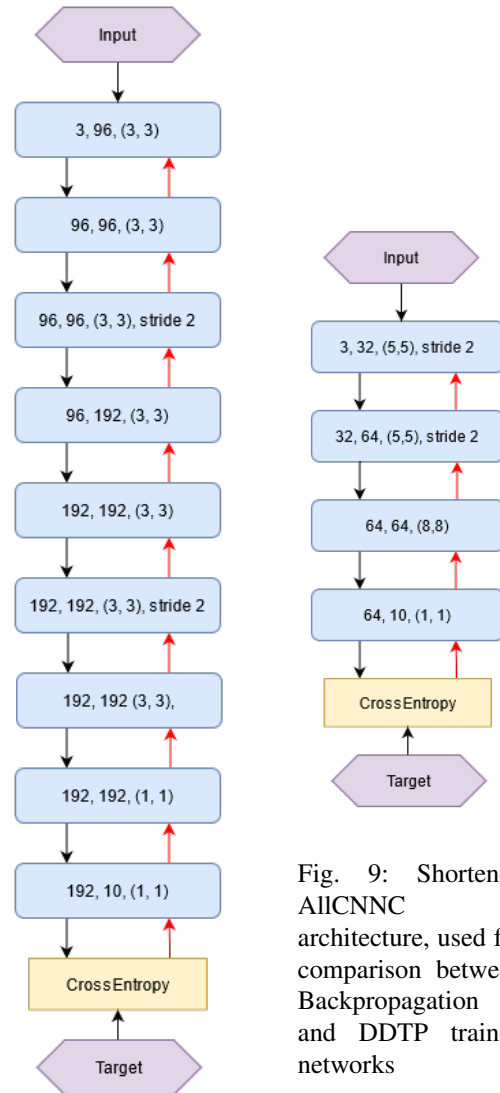 Input
3, 96, (3, 3)
96, 96, (3, 3)
96, 96, (3, 3), stride 2
96, 192, (3, 3)
192, 192, (3, 3)
192, 192, (3, 3), stride 2
192, 192 (3, 3),
192, 192, (1, 1)
192, 10, (1, 1)
CrossEntropy
Target
Input
3, 32, (5,5), stride 2
32, 64, (5,5), stride 2
64, 64, (8,8)
64, 10, (1, 1)
CrossEntropy
Target
Fig. 9: Shortene
AllCNNC
architecture, used f
comparison betwe
Backpropagation
and DDTP traine
networks